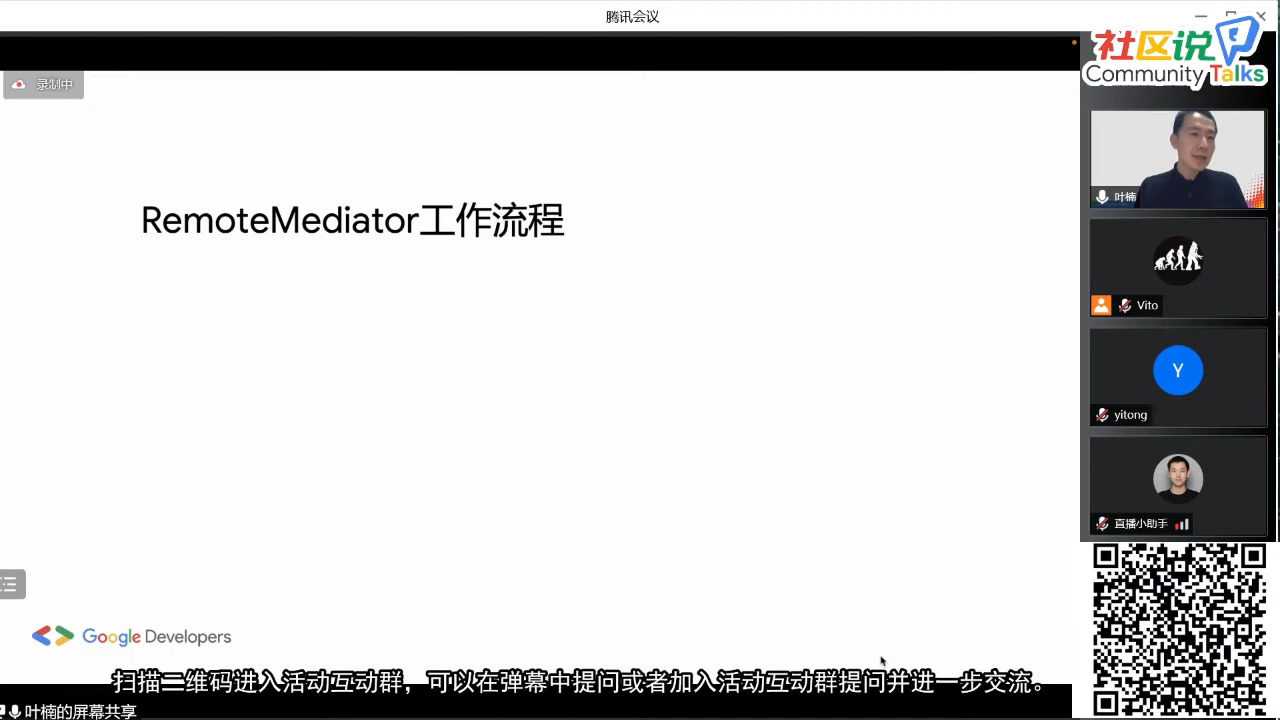 腾讯会议
社区说
Community Talks
录制中
RemoteMediator工作流程
叶楠
Vito
Y
yitong
直播小助手
Google Developers
扫描二维码进入活动互动群，可以在弹幕中提问或者加入活动互动群提问并进一步交流。
叶楠的屏幕共享